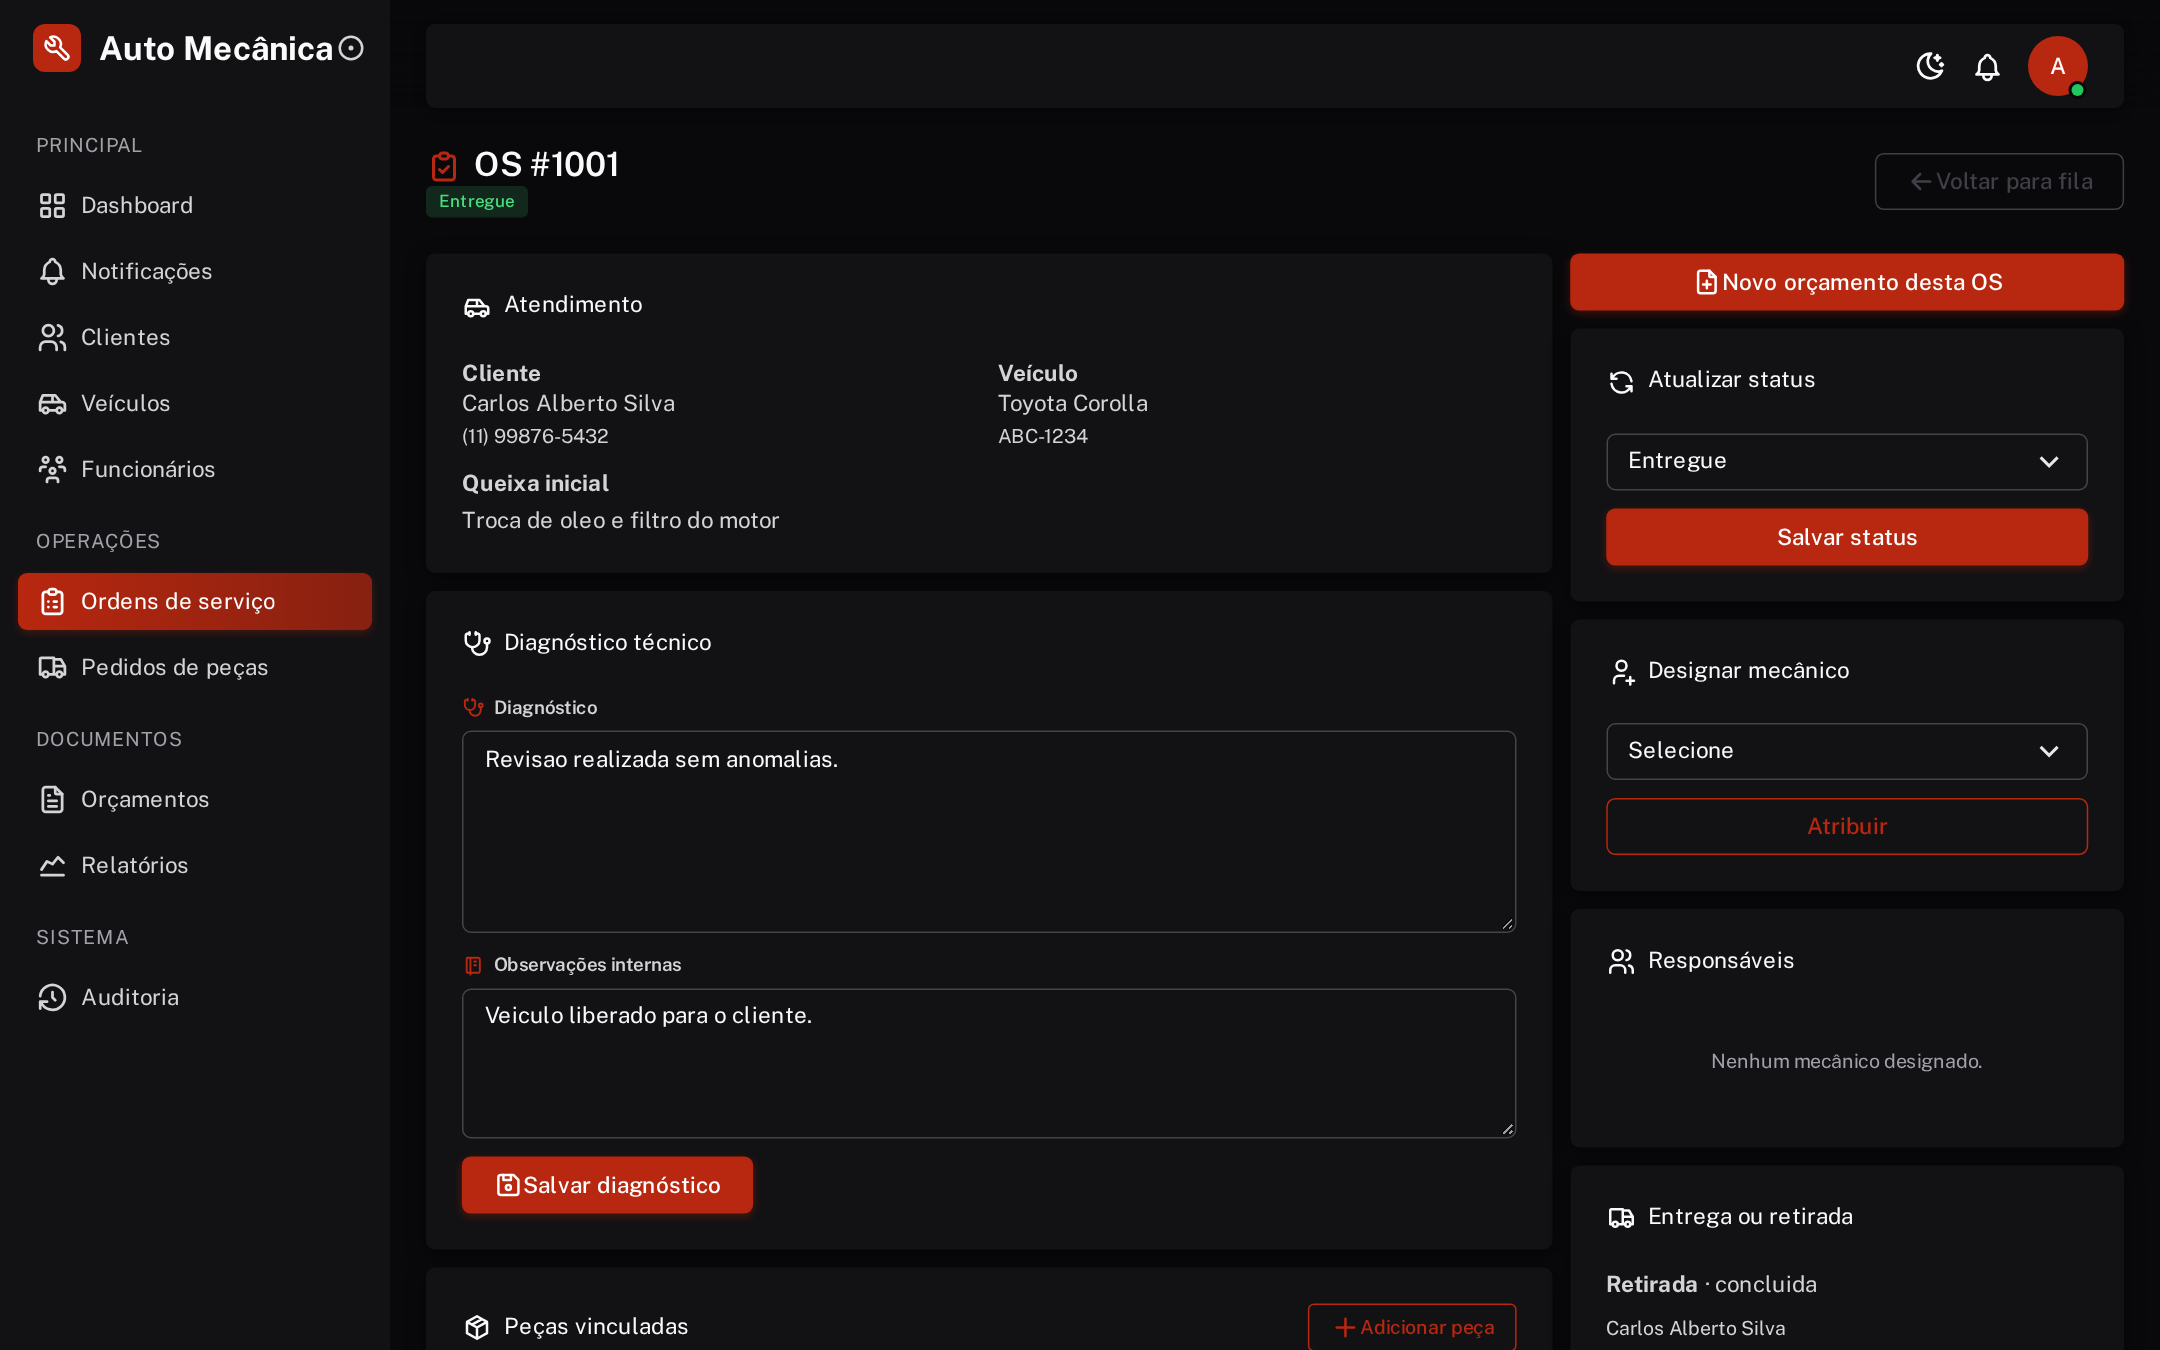 Auto Mecânica
PRINCIPAL
Dashboard
Notificações
Clientes
Veículos
Funcionários
OPERAÇÕES
Ordens de serviço
Pedidos de peças
DOCUMENTOS
Orçamentos
Relatórios
SISTEMA
Auditoria
A
OS #1001
Entregue
Voltar para fila
Atendimento
Cliente
Carlos Alberto Silva
(11) 99876-5432
Veículo
Toyota Corolla
ABC-1234
Queixa inicial
Troca de oleo e filtro do motor
Diagnóstico técnico
Diagnóstico
Revisao realizada sem anomalias.
Observações internas
Veiculo liberado para o cliente.
Salvar diagnóstico
Peças vinculadas
Adicionar peça
Novo orçamento desta OS
Atualizar status
Entregue
Salvar status
Designar mecânico
Selecione
Atribuir
Responsáveis
Nenhum mecânico designado.
Entrega ou retirada
Retirada · concluida
Carlos Alberto Silva